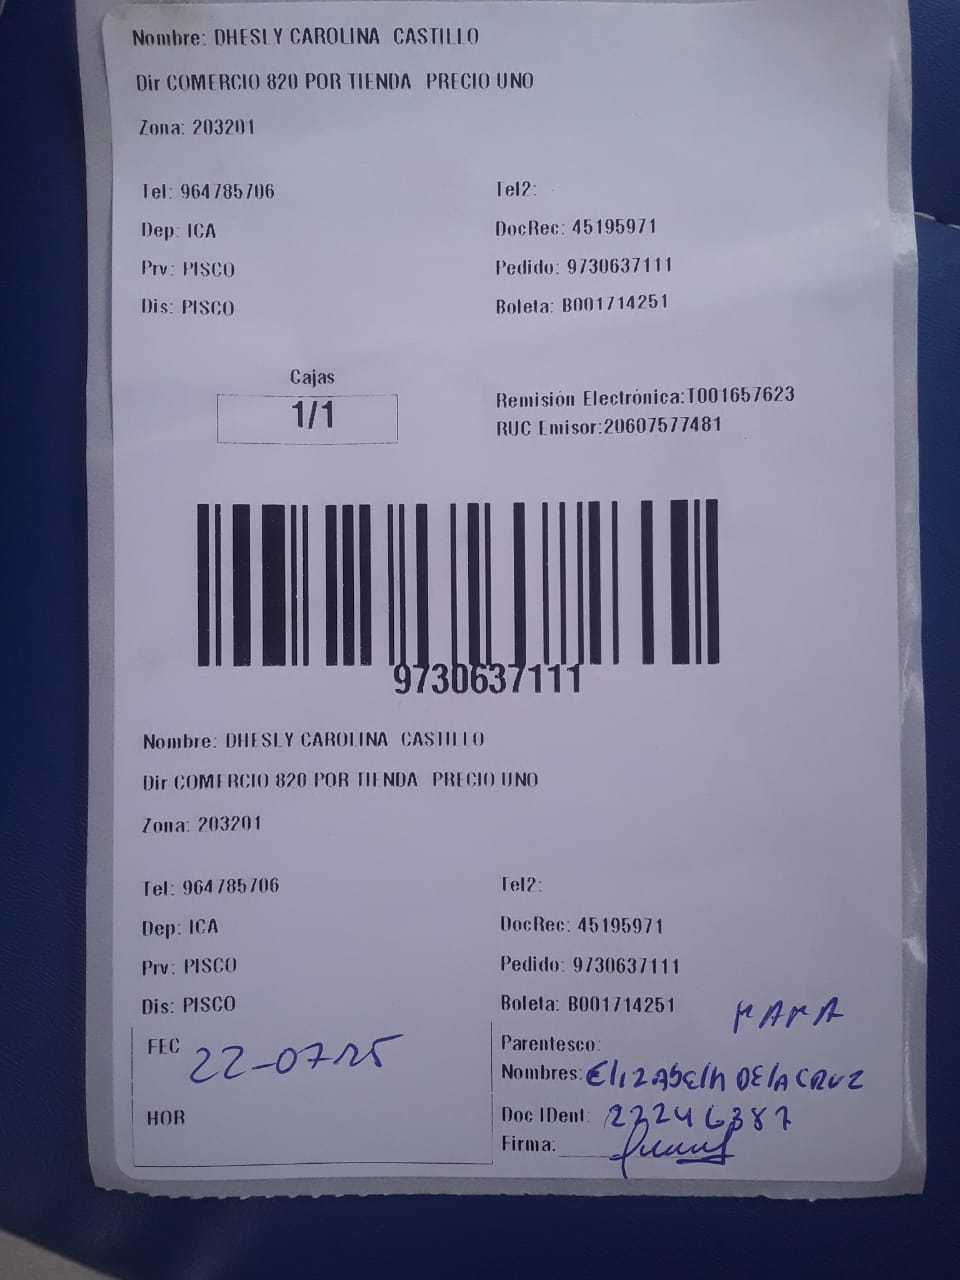 Nombre: DHESLY CAROLINA CASTILLO
Dir COMERCIO 820 POR TIENDA PRECIO UNO
Zona: 203201
Tel: 964785706 Tel2:
Dep: ICA DocRec: 45195971
Prv: PISCO Pedido: 9730637111
Dis: PISCO Boleta: B001714251
Cajas
1/1
Remisión Electrónica:T001657623
RUC Emisor:20607577481
9730637111
Nombre: DHESLY CAROLINA CASTILLO
Dir COMERCIO 820 POR TIENDA PRECIO UNO
Zona: 203201
Tel: 964785706 Tel2:
Dep: ICA DocRec: 45195971
Prv: PISCO Pedido: 9730637111
Dis: PISCO Boleta: B001714251
FEC 22-07-25
HOR
Parentesco: MAMA
Nombres: ElizAbeth DE lA CRUZ
Doc IDent: 22246387
Firma: